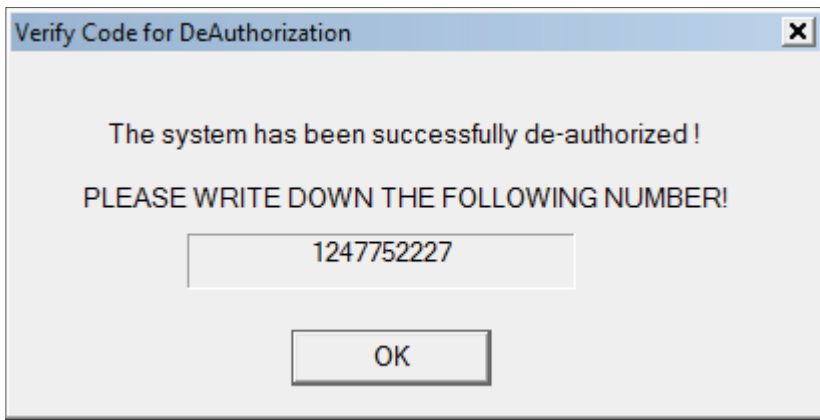 Verify Code for DeAuthorization
The system has been successfully de-authorized !
PLEASE WRITE DOWN THE FOLLOWING NUMBER!
1247752227
OK